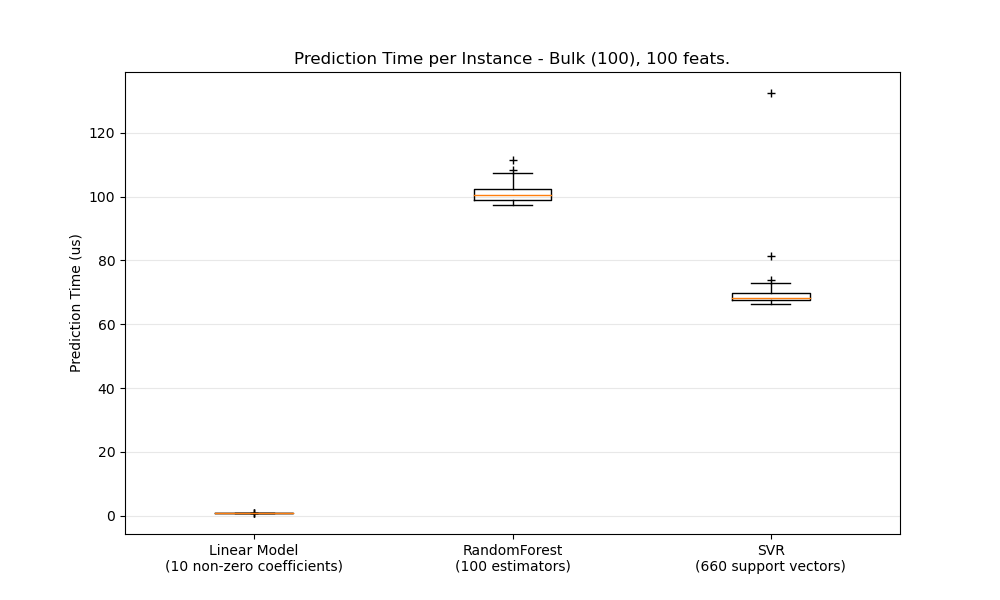 Prediction Time per Instance - Bulk (100), 100 feats.
Prediction Time (us)
120
100
80
60
40
20
0
Linear Model
(10 non-zero coefficients)
RandomForest
(100 estimators)
SVR
(660 support vectors)